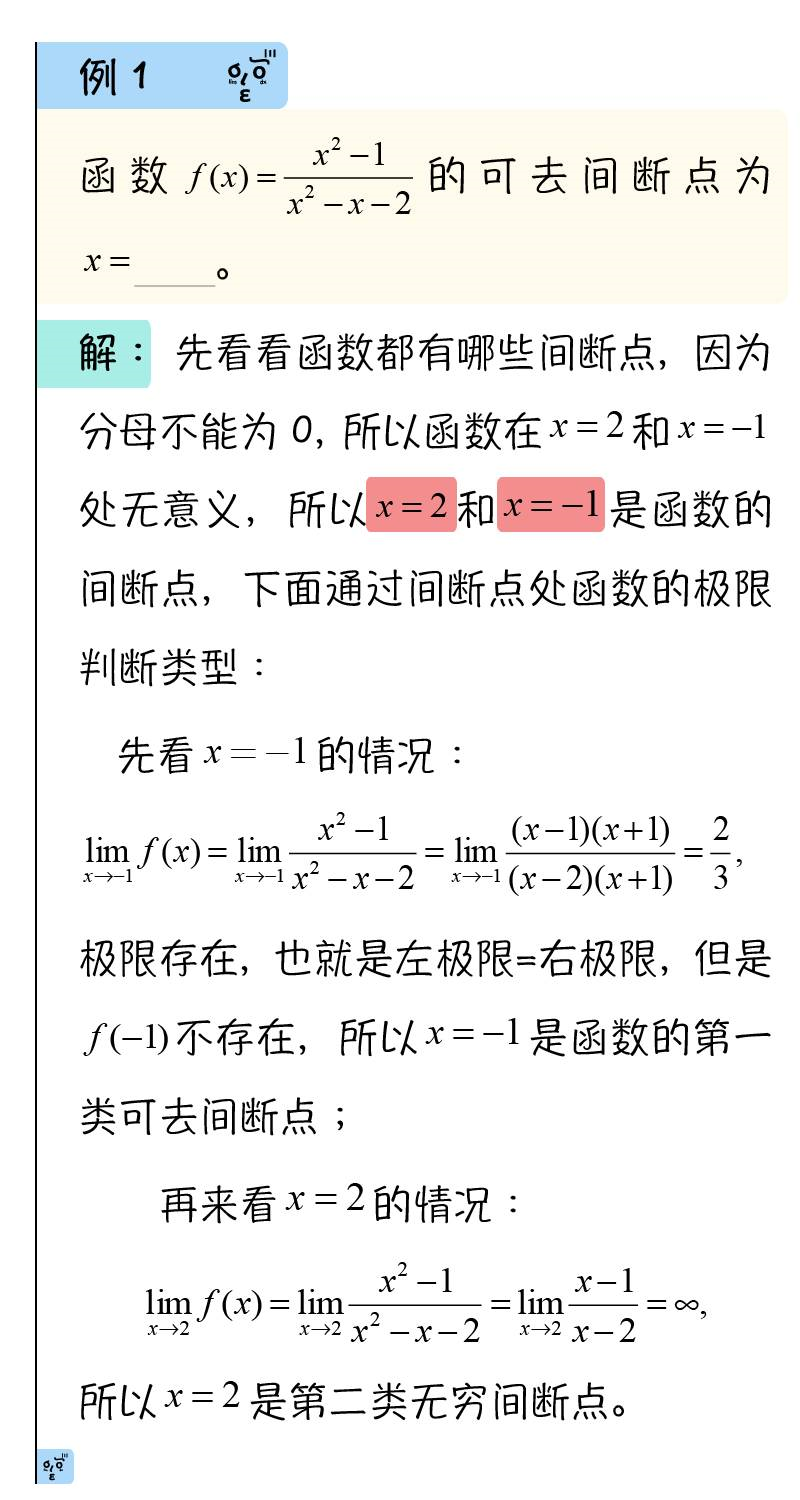 例 1
函数 f(x) = \frac{x^2-1}{x^2-x-2} 的可去间断点为
x = ____。
解： 先看看函数都有哪些间断点，因为
分母不能为 0, 所以函数在 x = 2 和 x = −1
处无意义，所以 x = 2 和 x = −1 是函数的
间断点，下面通过间断点处函数的极限
判断类型：
先看 x = −1 的情况：
\lim_{x→−1} f(x) = \lim_{x→−1} \frac{x^2-1}{x^2-x-2} = \lim_{x→−1} \frac{(x-1)(x+1)}{(x-2)(x+1)} = \frac{2}{3},
极限存在，也就是左极限=右极限，但是
f(−1) 不存在，所以 x = −1 是函数的第一
类可去间断点；
再来看 x = 2 的情况：
\lim_{x→2} f(x) = \lim_{x→2} \frac{x^2-1}{x^2-x-2} = \lim_{x→2} \frac{x-1}{x-2} = ∞,
所以 x = 2 是第二类无穷间断点。